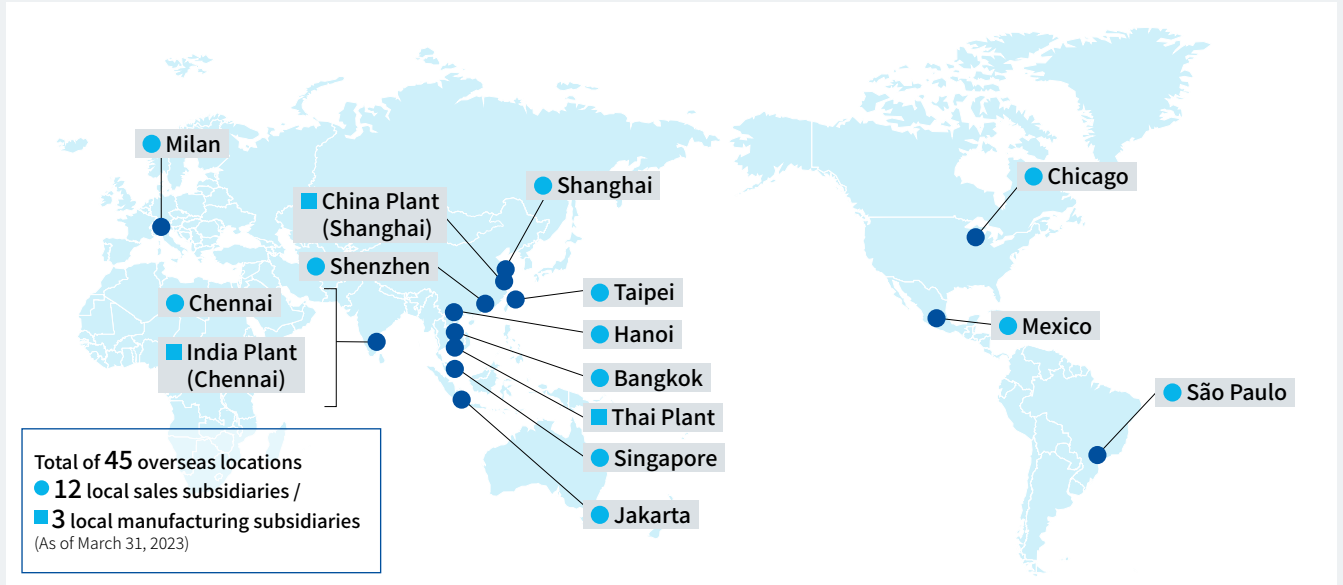 Milan
China Plant
(Shanghai)
Shanghai
Chicago
Shenzhen
Chennai
India Plant
(Chennai)
Taipei
Hanoi
Bangkok
Thai Plant
Singapore
Jakarta
Mexico
São Paulo
Total of 45 overseas locations
12 local sales subsidiaries /
3 local manufacturing subsidiaries
(As of March 31, 2023)